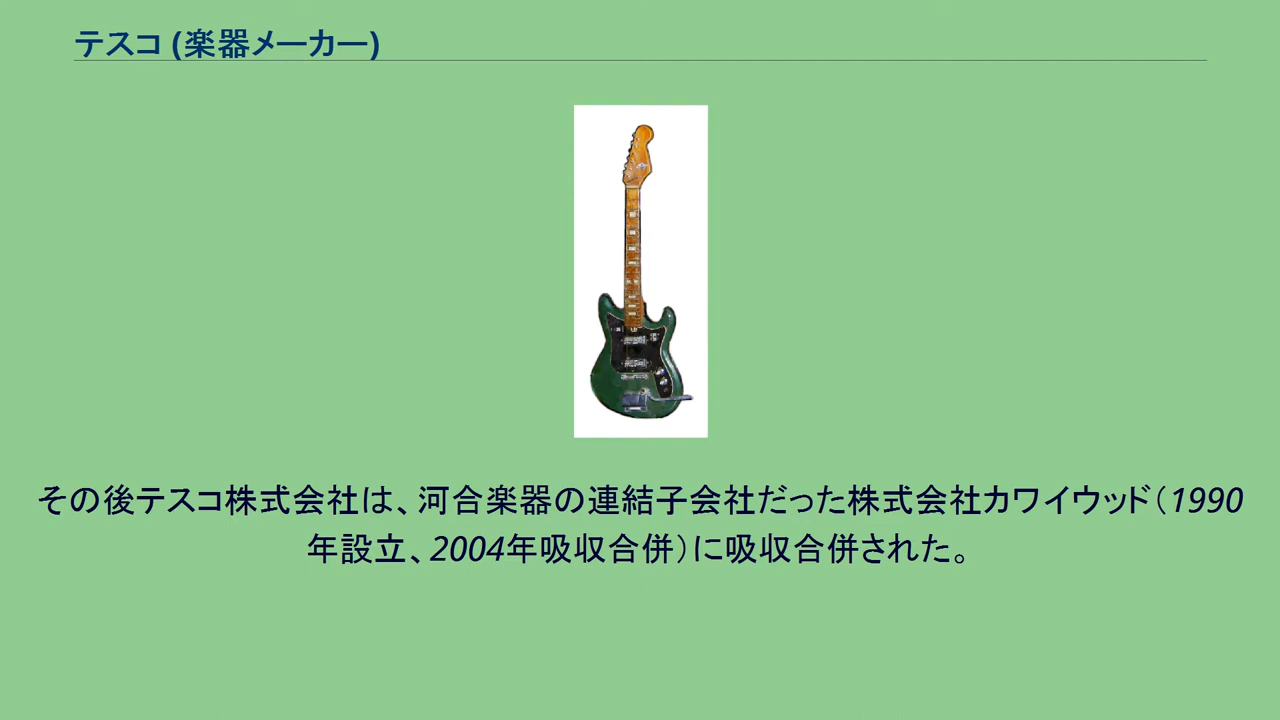 テスコ (楽器メーカー)
その後テスコ株式会社は、河合楽器の連結子会社だった株式会社カワイウッド（1990
年設立、2004年吸収合併）に吸収合併された。